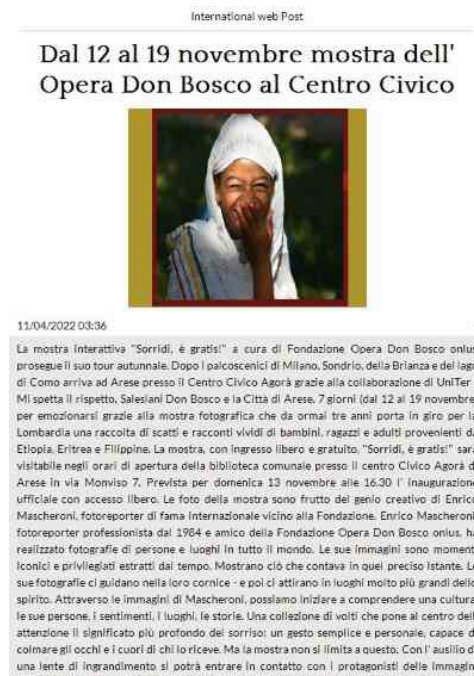 International web Post
Dal 12 al 19 novembre mostra dell'
Opera Don Bosco al Centro Civico
11/04/2022 03:36
La mostra interattiva "Sorridi, è gratis!" a cura di Fondazione Opera Don Bosco onlus
prosegue il suo tour autunnale. Dopo i palcoscenici di Milano, Sondrio, della Brianza e del lago
di Como arriva ad Arese presso il Centro Civico Agorà grazie alla collaborazione di UniTer
Mi spetta il rispetto, Salesiani Don Bosco e la Città di Arese. 7 giorni (dal 12 al 19 novembre
per emozionarsi grazie alla mostra fotografica che da ormai tre anni porta in giro per la
Lombardia una raccolta di scatti e racconti vividi di bambini, ragazzi e adulti provenienti da
Etiopia, Eritrea e Filippine. La mostra, con ingresso libero e gratuito, "Sorridi, è gratis!" sarà
visitabile negli orari di apertura della biblioteca comunale presso il centro Civico Agorà d
Arese in via Monviso 7. Prevista per domenica 13 novembre alle 16.30 l' inaugurazione
ufficiale con accesso libero. Le foto della mostra sono frutto del genio creativo di Enrico
Mascheroni, fotoreporter di fama internazionale vicino alla Fondazione. Enrico Mascheroni
fotoreporter professionista dal 1984 e amico della Fondazione Opera Don Bosco onlus, ha
realizzato fotografie di persone e luoghi in tutto il mondo. Le sue immagini sono moment
iconici e privilegiati estratti dal tempo. Mostrano ciò che contava in quel preciso istante. Le
sue fotografie ci guidano nella loro cornice - e poi ci attirano in luoghi molto più grandi dello
spirito. Attraverso le immagini di Mascheroni, possiamo iniziare a comprendere una cultura
le sue persone, i sentimenti, i luoghi, le storie. Una collezione di volti che pone al centro dell
attenzione il significato più profondo del sorriso: un gesto semplice e personale, capace d
colmare gli occhi e i cuori di chi lo riceve. Ma la mostra non si limita a questo. Con l' ausilio d
una lente di ingrandimento si potrà entrare in contatto con i protagonisti delle immagin